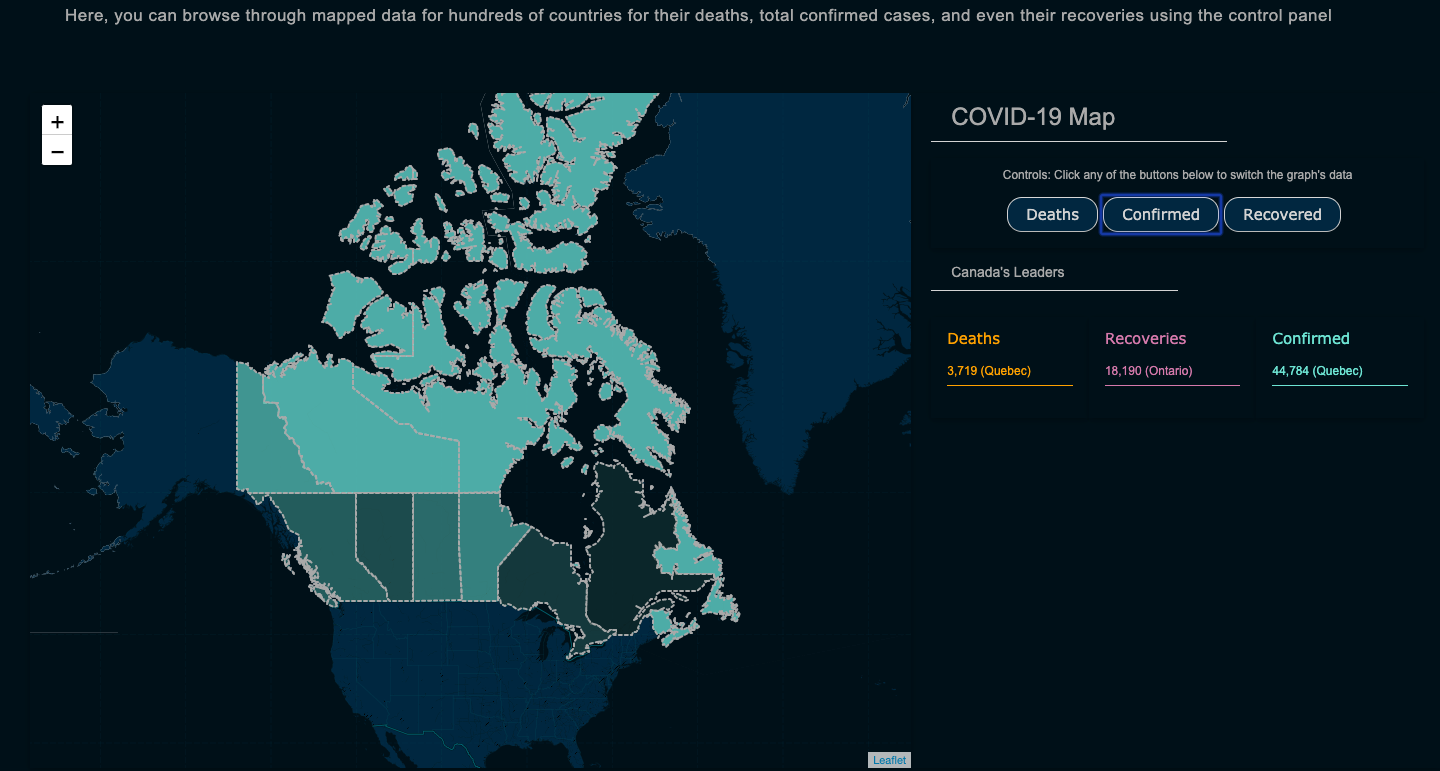 Here, you can browse through mapped data for hundreds of countries for their deaths, total confirmed cases, and even their recoveries using the control panel
+
−
COVID-19 Map
Controls: Click any of the buttons below to switch the graph's data
Deaths Confirmed Recovered
Canada's Leaders
Deaths Recoveries Confirmed
3,719 (Quebec) 18,190 (Ontario) 44,784 (Quebec)
Leaflet